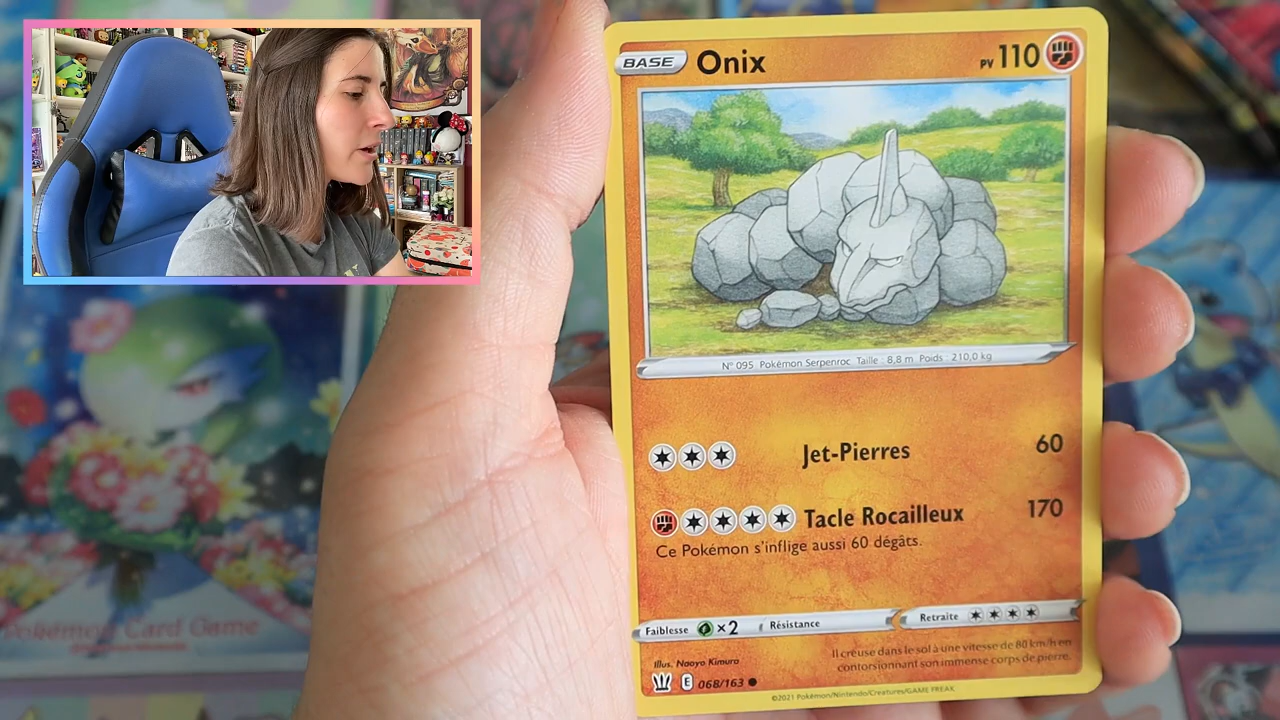 BASE Onix PV 110
N° 095 Pokémon Serpenroc Taille : 8,8 m Poids : 210,0 kg
Jet-Pierres 60
Tacle Rocailleux 170
Ce Pokémon s'inflige aussi 60 dégâts.
Faiblesse ×2 Résistance Retraite
Illus. Naoyo Kimura
Il creuse dans le sol à une vitesse de 80 km/h en
contorsionnant son immense corps de pierre.
E 068/163
©2021 Pokémon/Nintendo/Creatures/GAME FREAK
Pokémon Card Game